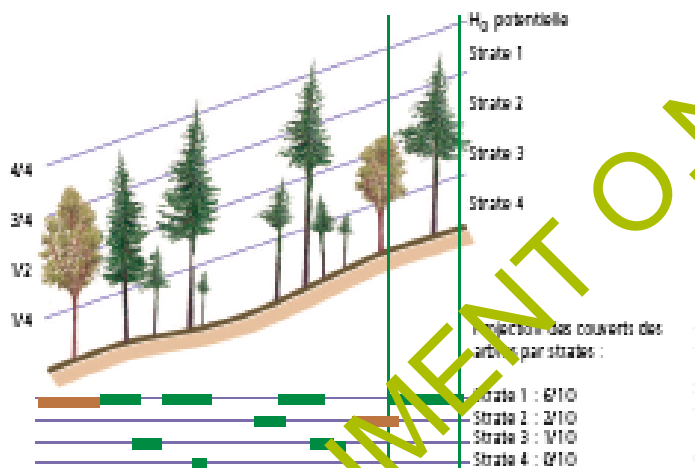 H0 potentielle
Strate 1
Strate 2
Strate 3
Strate 4
4/4
3/4
1/2
1/4
Projection des couverts des
arbres par strates :
Strate 1 : 6/10
Strate 2 : 2/10
Strate 3 : 1/10
Strate 4 : 0/10
IMENT OA